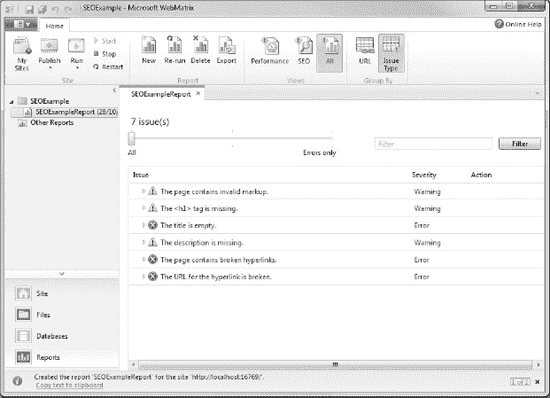 SEOExample - Microsoft WebMatrix
Home
Online Help
My Sites
Publish
Run
Start
Stop
Restart
Site
New
Re-run
Delete
Export
Report
Performance
SEO
All
Views
URL
Issue Type
Group By
SEOExample
SEOExampleReport (28/10/
Other Reports
Site
Files
Databases
Reports
SEOExampleReport
7 issue(s)
All
Errors only
Filter
Filter
Issue Severity Action
The page contains invalid markup. Warning
The <h1> tag is missing. Warning
The title is empty. Error
The description is missing. Warning
The page contains broken hyperlinks. Error
The URL for the hyperlink is broken. Error
Created the report 'SEOExampleReport' for the site 'http://localhost:16769/'.
Copy text to clipboard
1 of 1